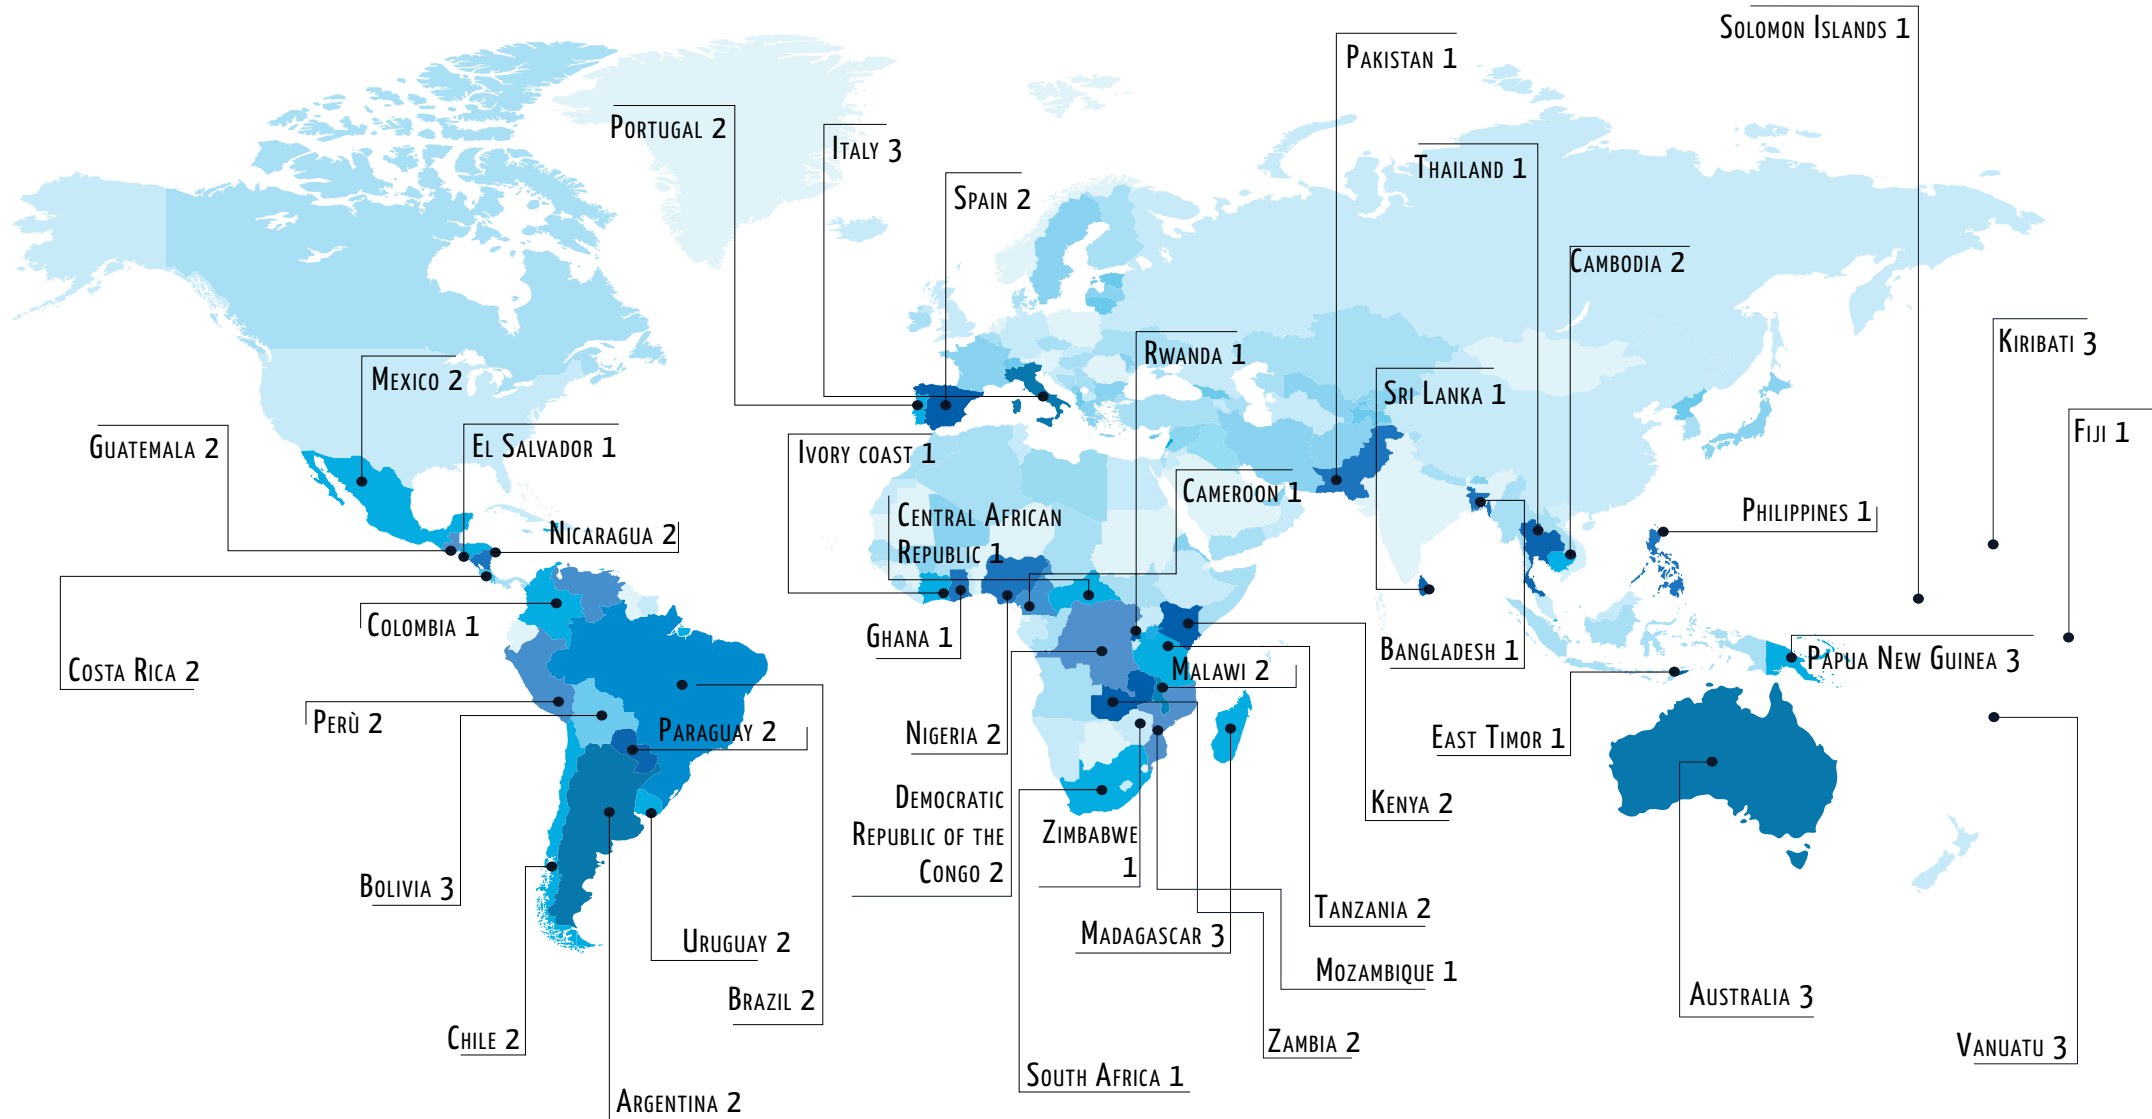 Solomon Islands 1
Pakistan 1
Portugal 2
Italy 3
Thailand 1
Spain 2
Cambodia 2
Kiribati 3
Rwanda 1
Mexico 2
Sri Lanka 1
Fiji 1
Guatemala 2
El Salvador 1
Ivory coast 1
Cameroon 1
Central African
Republic 1
Philippines 1
Nicaragua 2
Colombia 1
Ghana 1
Bangladesh 1
Papua New Guinea 3
Costa Rica 2
Malawi 2
Perù 2
Paraguay 2
Nigeria 2
East Timor 1
Democratic
Republic of the
Congo 2
Kenya 2
Zimbabwe
1
Bolivia 3
Tanzania 2
Uruguay 2
Madagascar 3
Mozambique 1
Brazil 2
Australia 3
Chile 2
Zambia 2
Vanuatu 3
South Africa 1
Argentina 2